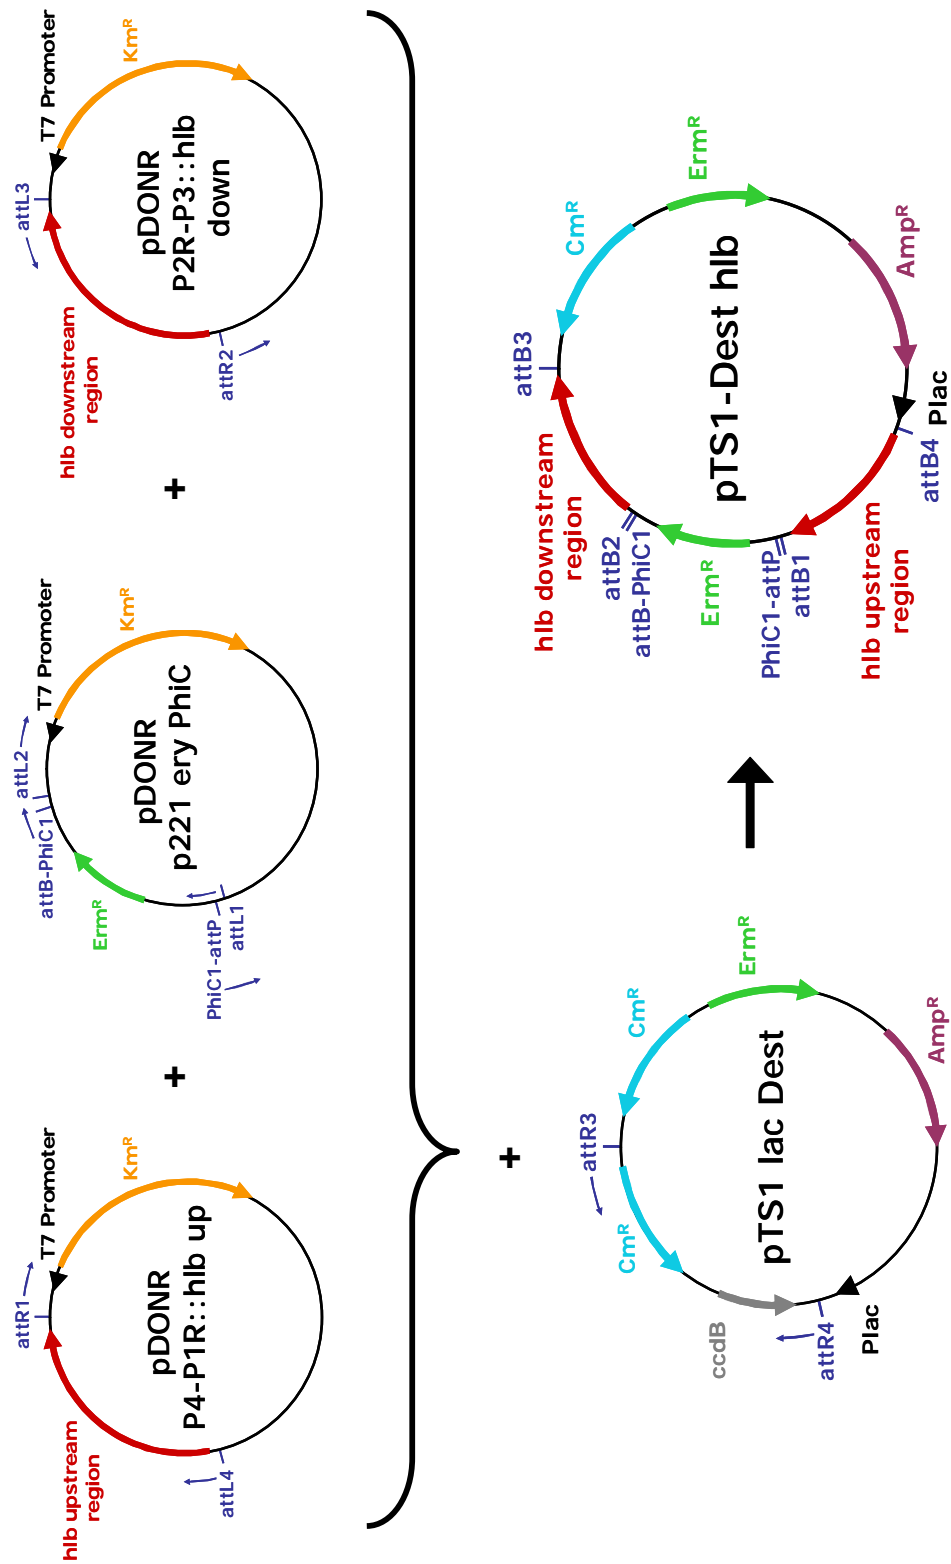 hlb upstream
region
attL4
attR1
T7 Promoter
KmR
pDONR
P4-P1R::hlb up
+
PhiC1-attP
attL1
ErmR
attB-PhiC1
attL2
T7 Promoter
KmR
pDONR
p221 ery PhiC
+
hlb downstream
region
attR2
attL3
T7 Promoter
KmR
pDONR
P2R-P3::hlb
down
+
ccdB
CmR
attR3
CmR
ErmR
pTS1 lac Dest
attR4
Plac
AmpR
hlb downstream
region
attB3
CmR
ErmR
attB2
attB-PhiC1
ErmR
PhiC1-attP
attB1
pTS1-Dest hlb
hlb upstream
region
attB4
Plac
AmpR